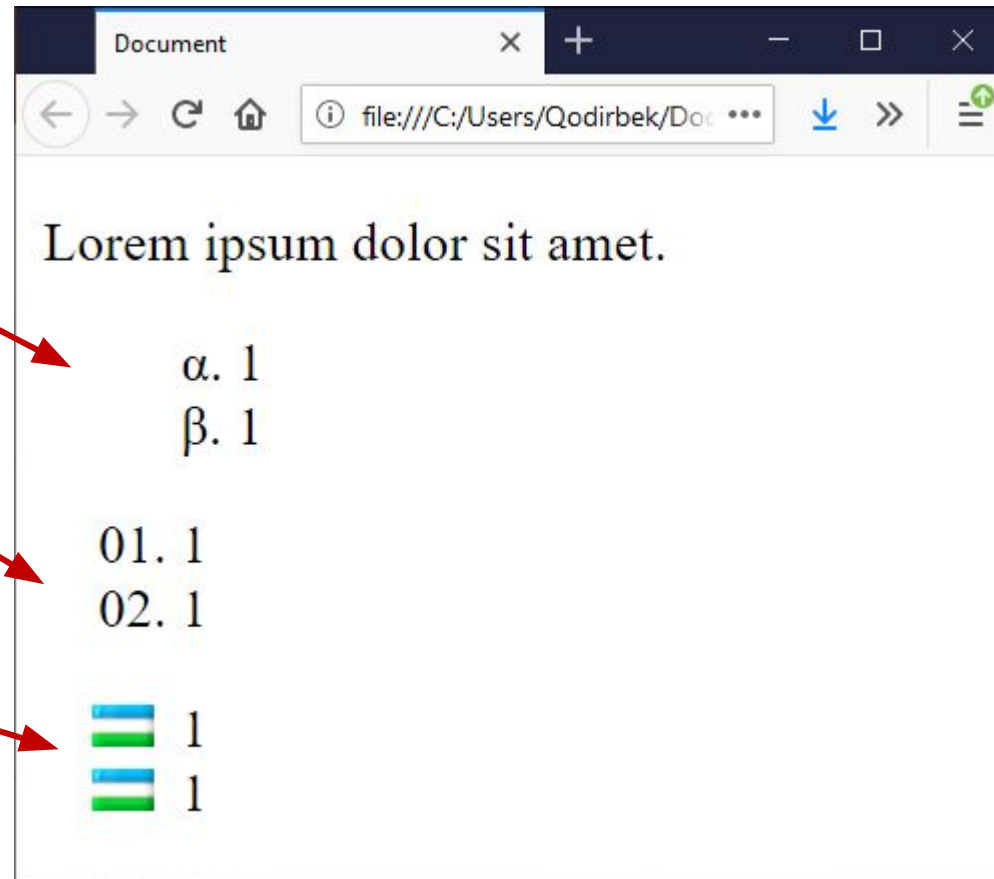 Document
file:///C:/Users/Qodirbek/Doc
Lorem ipsum dolor sit amet.
α. 1
β. 1
01. 1
02. 1
1
1